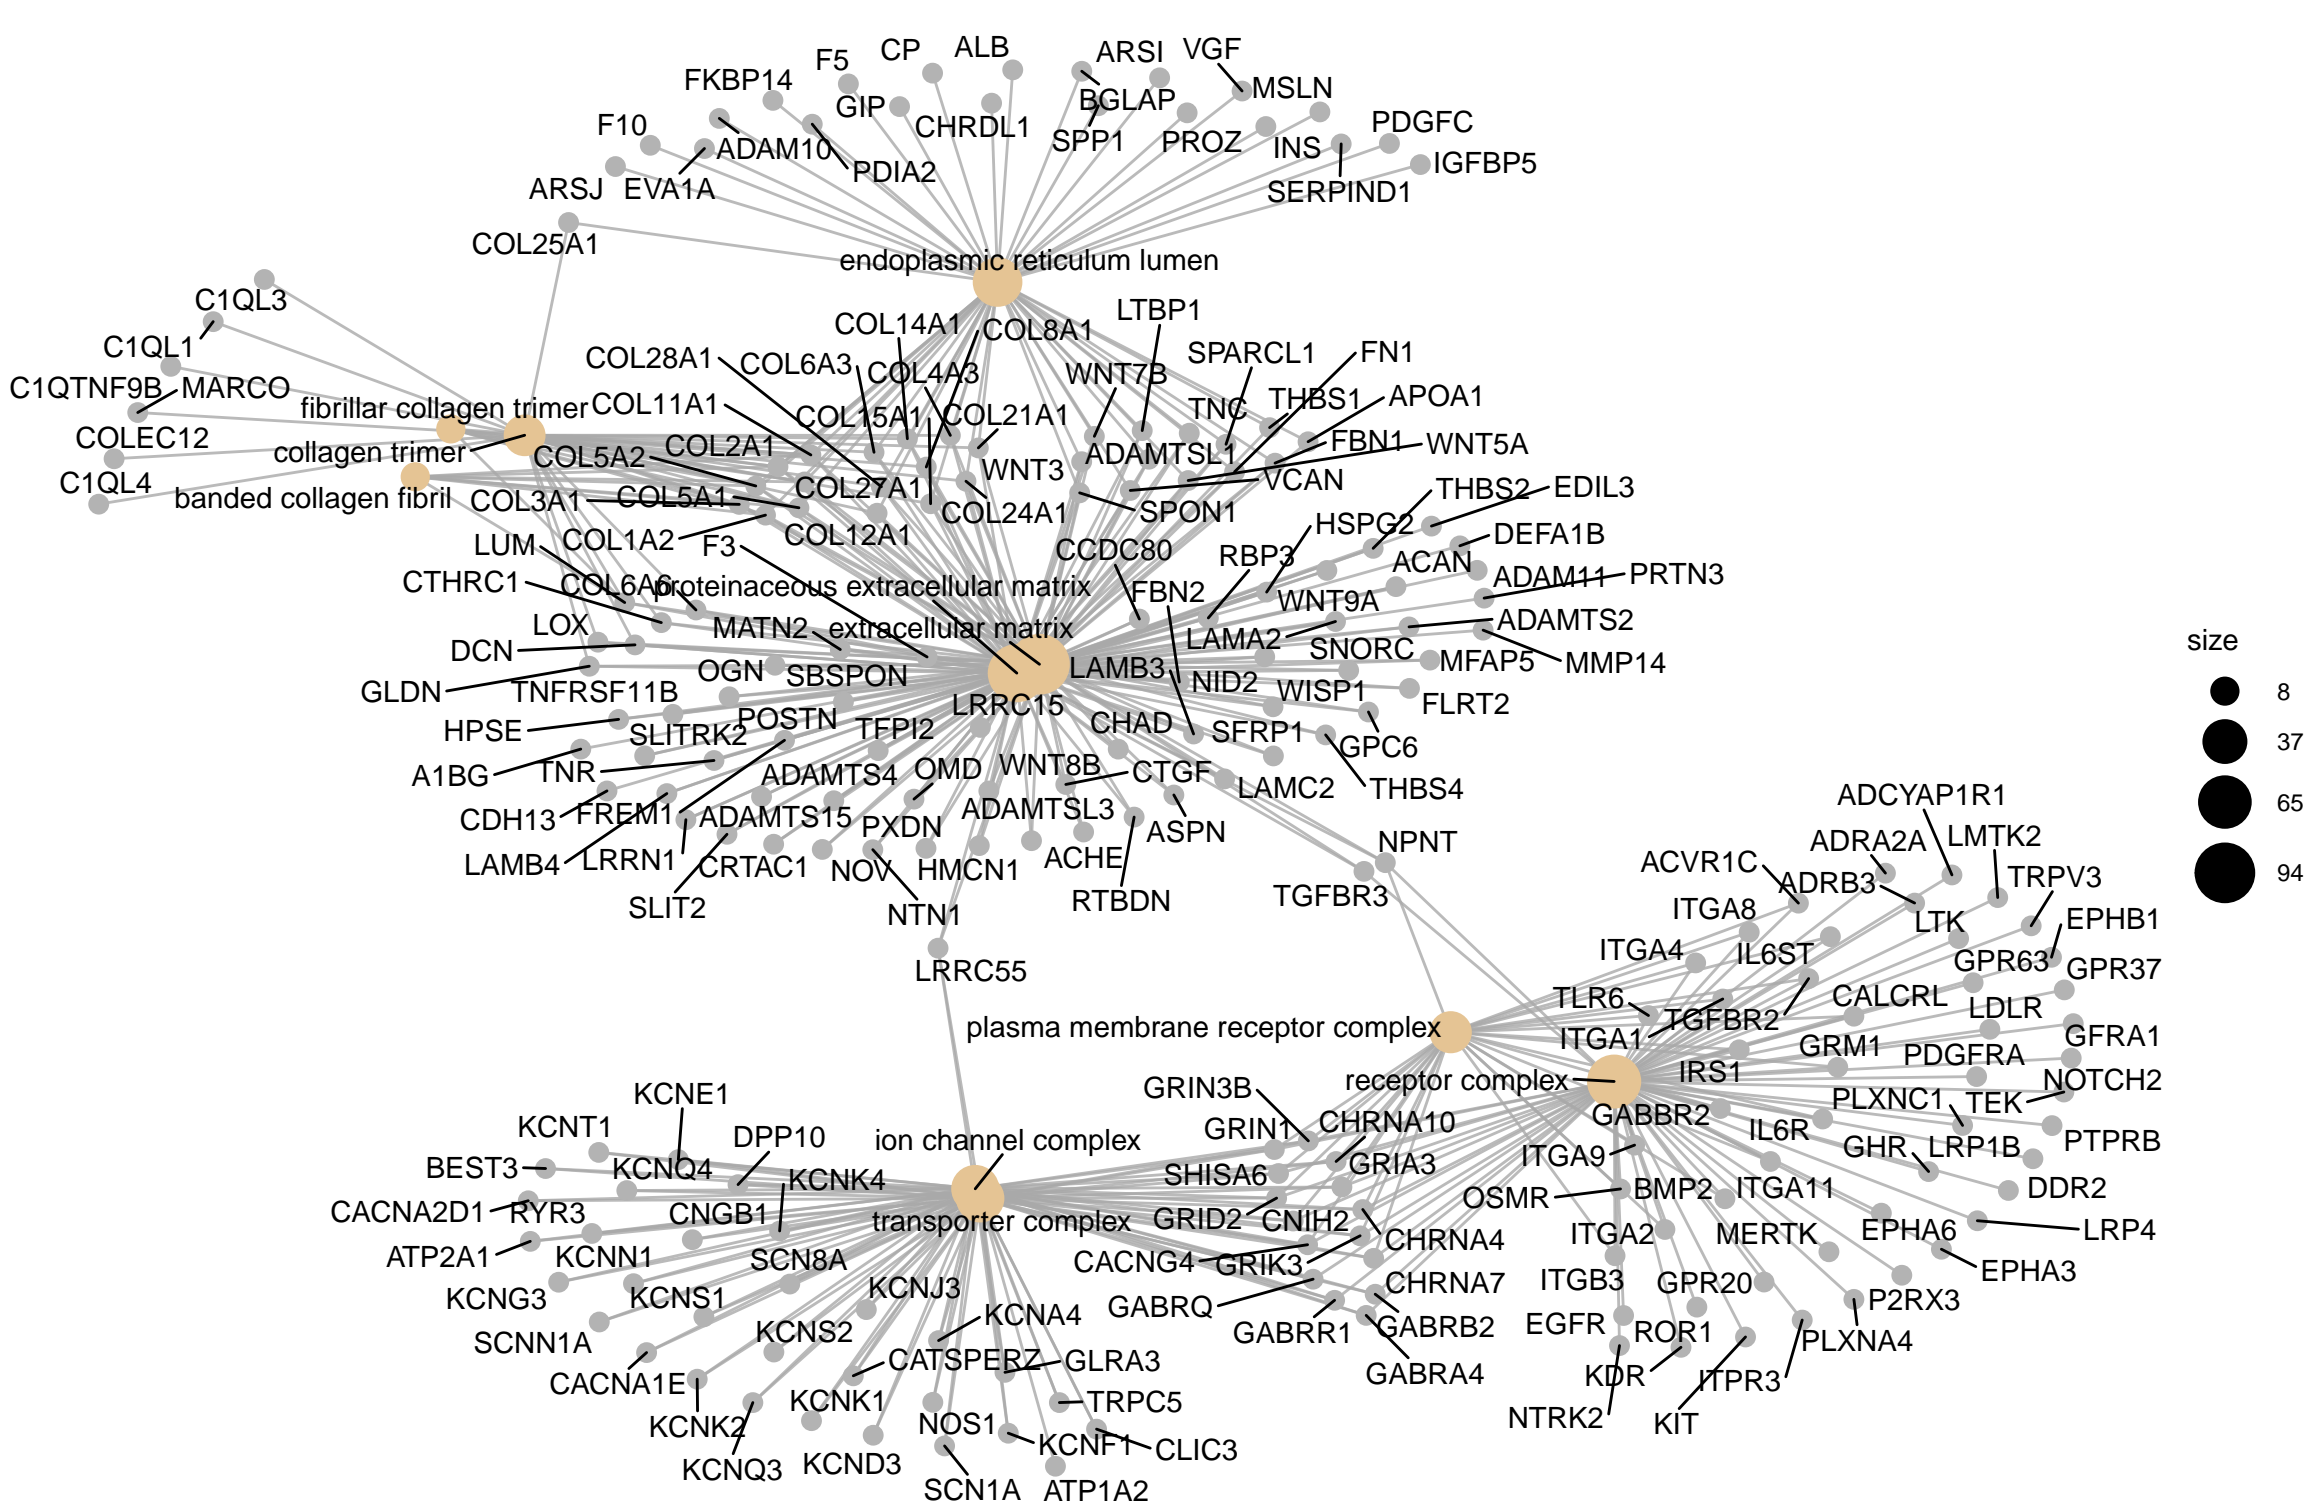 ARSI
VGF
CP
ALB
F5
FKBP14
MSLN
GIP
BGLAP
CHRDL1
F10
PDGFC
SPP1
PROZ
INS
ADAM10
IGFBP5
PDIA2
ARSJ
EVA1A
SERPIND1
COL25A1
endoplasmic reticulum lumen
C1QL3
LTBP1
COL14A1
COL8A1
C1QL1
COL28A1
COL6A3
SPARCL1
FN1
COL4A3
WNT7B
C1QTNF9B
MARCO
APOA1
THBS1
fibrillar collagen trimer
COL11A1
COL15A1
COL21A1
TNC
COLEC12
FBN1
WNT5A
COL2A1
collagen trimer
COL5A2
ADAMTSL1
WNT3
C1QL4
VCAN
COL27A1
THBS2
EDIL3
banded collagen fibril
COL3A1
COL5A1
COL24A1
SPON1
HSPG2
COL12A1
DEFA1B
COL1A2
F3
LUM
CCDC80
RBP3
ACAN
CTHRC1
COL6A6
proteinaceous extracellular matrix
ADAM11
PRTN3
FBN2
WNT9A
LOX
MATN2
extracellular matrix
ADAMTS2
LAMA2
DCN
SNORC
MFAP5
MMP14
OGN
SBSPON
LAMB3
NID2
GLDN
TNFRSF11B
WISP1
LRRC15
FLRT2
HPSE
POSTN
SLITRK2
TFPI2
CHAD
SFRP1
GPC6
A1BG
TNR
ADAMTS4
OMD
WNT8B
CTGF
LAMC2
THBS4
ADCYAP1R1
CDH13
FREM1
ADAMTS15
ADAMTSL3
PXDN
ASPN
LAMB4
LRRN1
CRTAC1
NOV
HMCN1
ACHE
NPNT
ADRA2A
LMTK2
ACVR1C
ADRB3
TRPV3
SLIT2
NTN1
RTBDN
TGFBR3
ITGA8
LTK
EPHB1
ITGA4
IL6ST
GPR63
GPR37
LRRC55
TLR6
CALCRL
LDLR
plasma membrane receptor complex
ITGA1
TGFBR2
GFRA1
GRM1
PDGFRA
receptor complex
IRS1
NOTCH2
GRIN3B
KCNE1
PLXNC1
TEK
GABBR2
KCNT1
GRIN1
CHRNA10
DPP10
ion channel complex
IL6R
GHR
LRP1B
PTPRB
BEST3
KCNQ4
KCNK4
SHISA6
GRIA3
ITGA9
CACNA2D1
RYR3
CNGB1
transporter complex
GRID2
CNIH2
OSMR
BMP2
ITGA11
DDR2
ITGA2
MERTK
EPHA6
LRP4
ATP2A1
KCNN1
SCN8A
CACNG4
GRIK3
CHRNA4
EPHA3
KCNG3
KCNS1
KCNJ3
GABRQ
CHRNA7
ITGB3
GPR20
P2RX3
SCNN1A
KCNS2
KCNA4
GABRR1
GABRB2
EGFR
ROR1
PLXNA4
CACNA1E
CATSPERZ
GLRA3
GABRA4
KDR
ITPR3
KCNK2
KCNK1
NOS1
TRPC5
NTRK2
KIT
KCNF1
CLIC3
KCNQ3
KCND3
SCN1A
ATP1A2
size
8
37
65
94